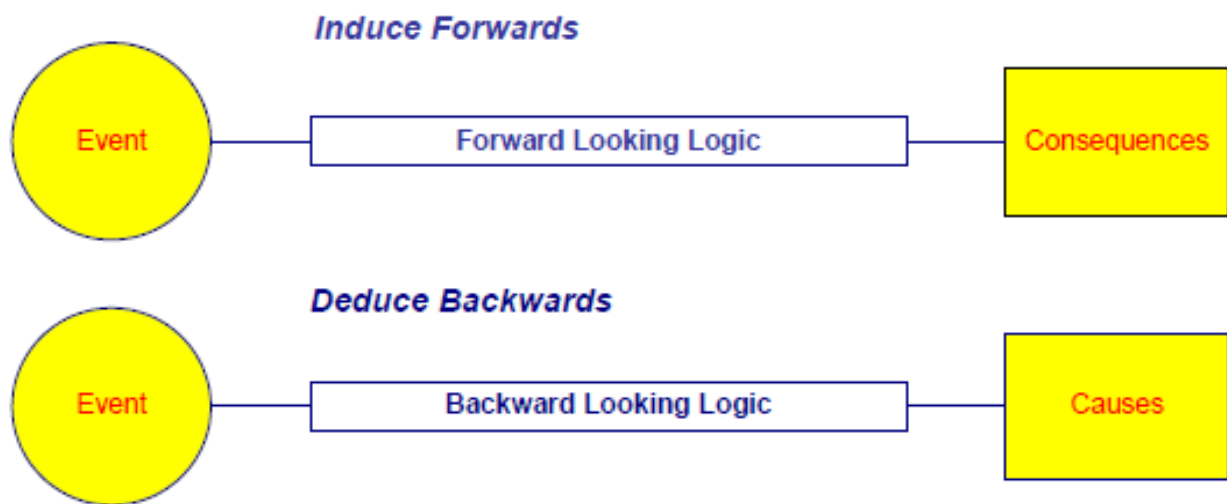 Induce Forwards
Event
Forward Looking Logic
Consequences
Deduce Backwards
Event
Backward Looking Logic
Causes